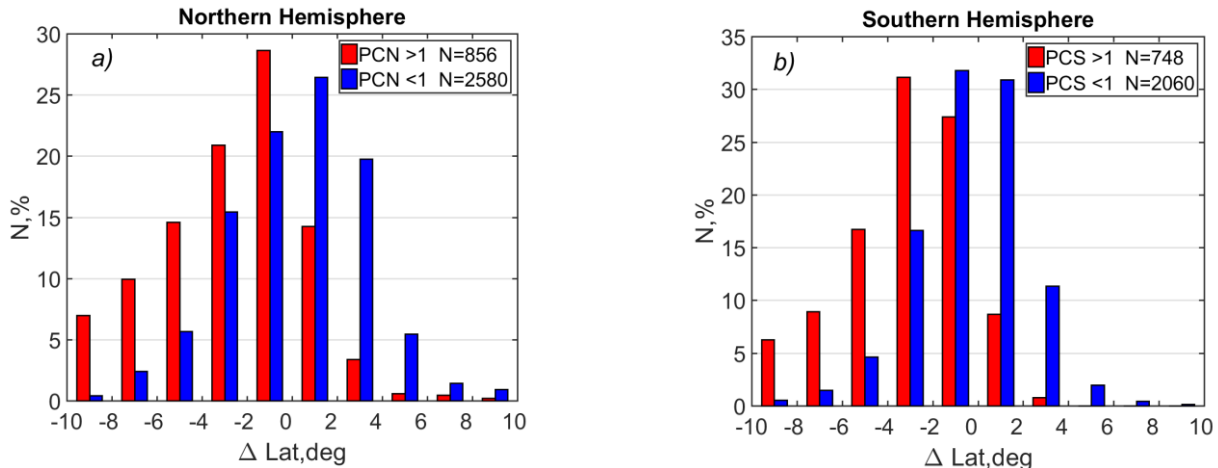 Northern Hemisphere
a)
PCN >1 N=856
PCN <1 N=2580
N,%
30
25
20
15
10
5
0
-10 -8 -6 -4 -2 0 2 4 6 8 10
Δ Lat,deg
Southern Hemisphere
b)
PCS >1 N=748
PCS <1 N=2060
N,%
35
30
25
20
15
10
5
0
-10 -8 -6 -4 -2 0 2 4 6 8 10
Δ Lat,deg